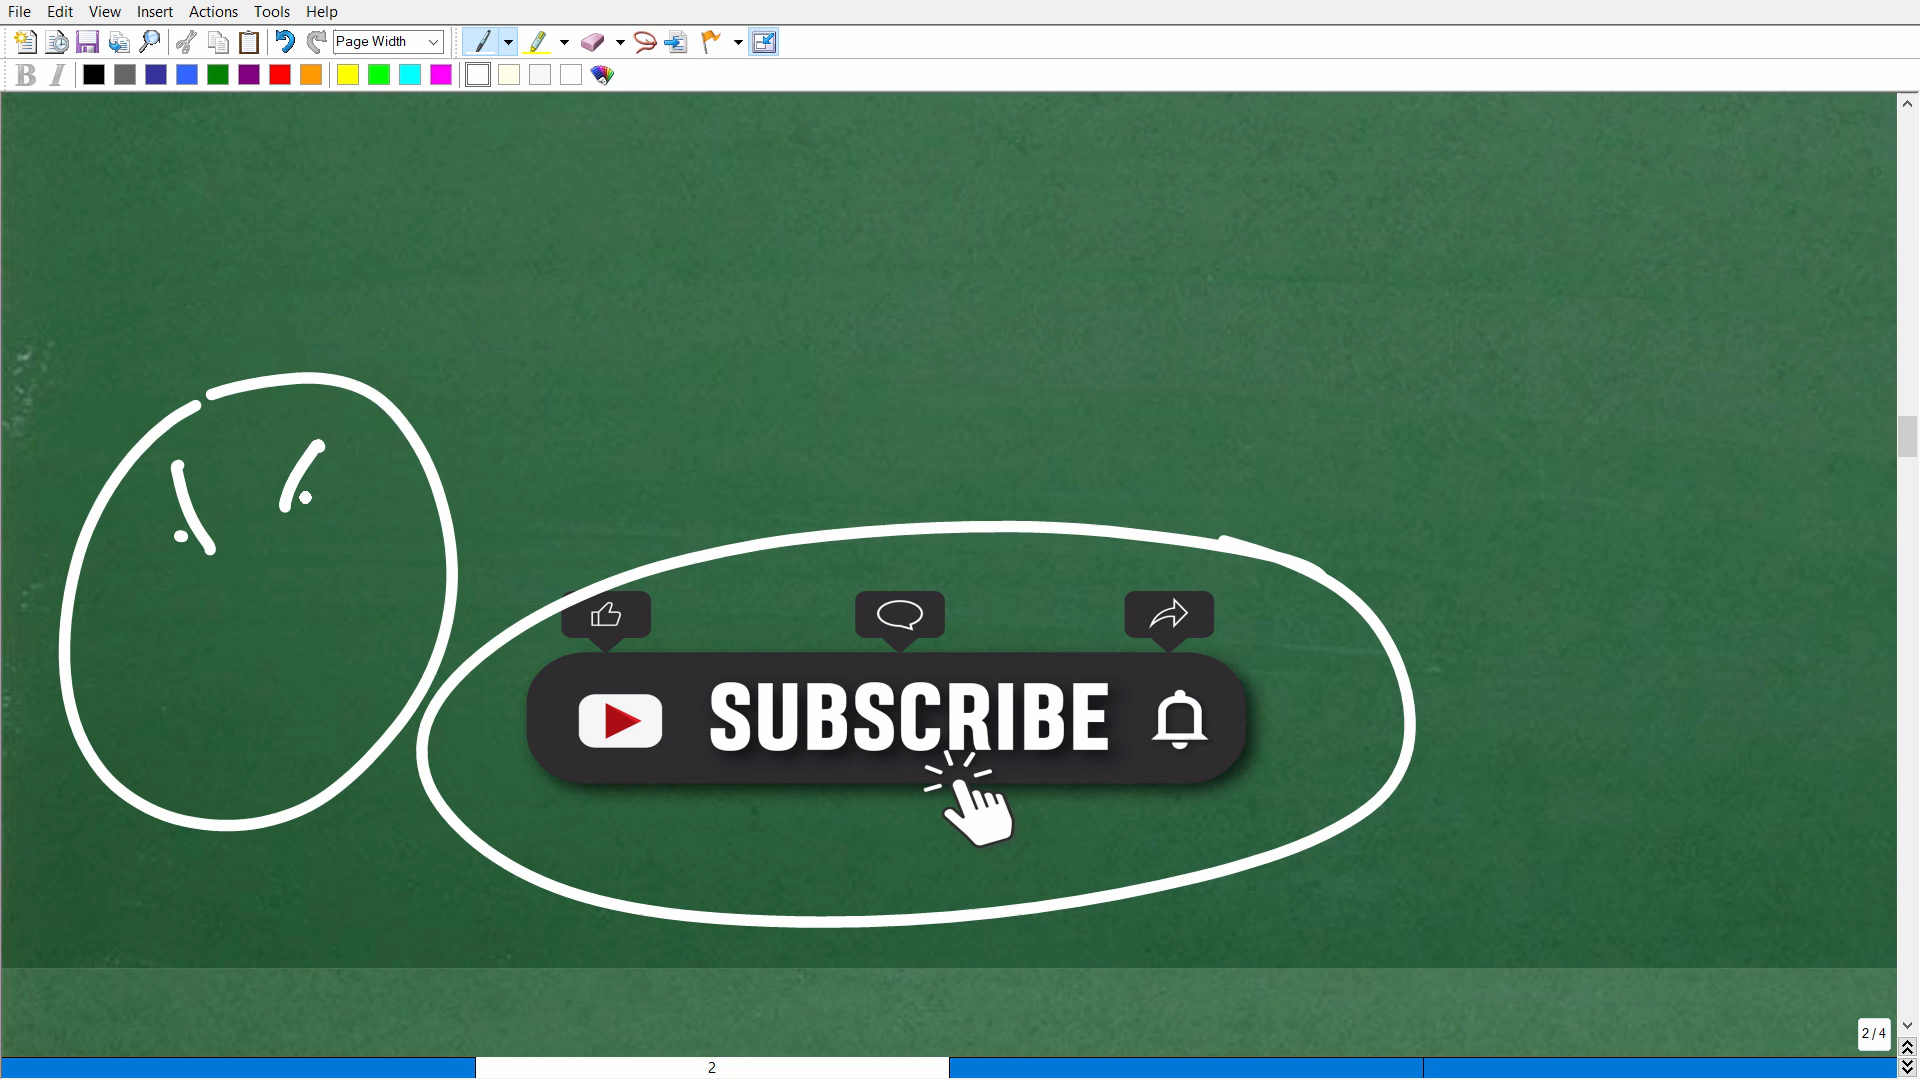 File Edit View Insert Actions Tools Help
Page Width
B I
SUBSCRIBE
2 / 4
2